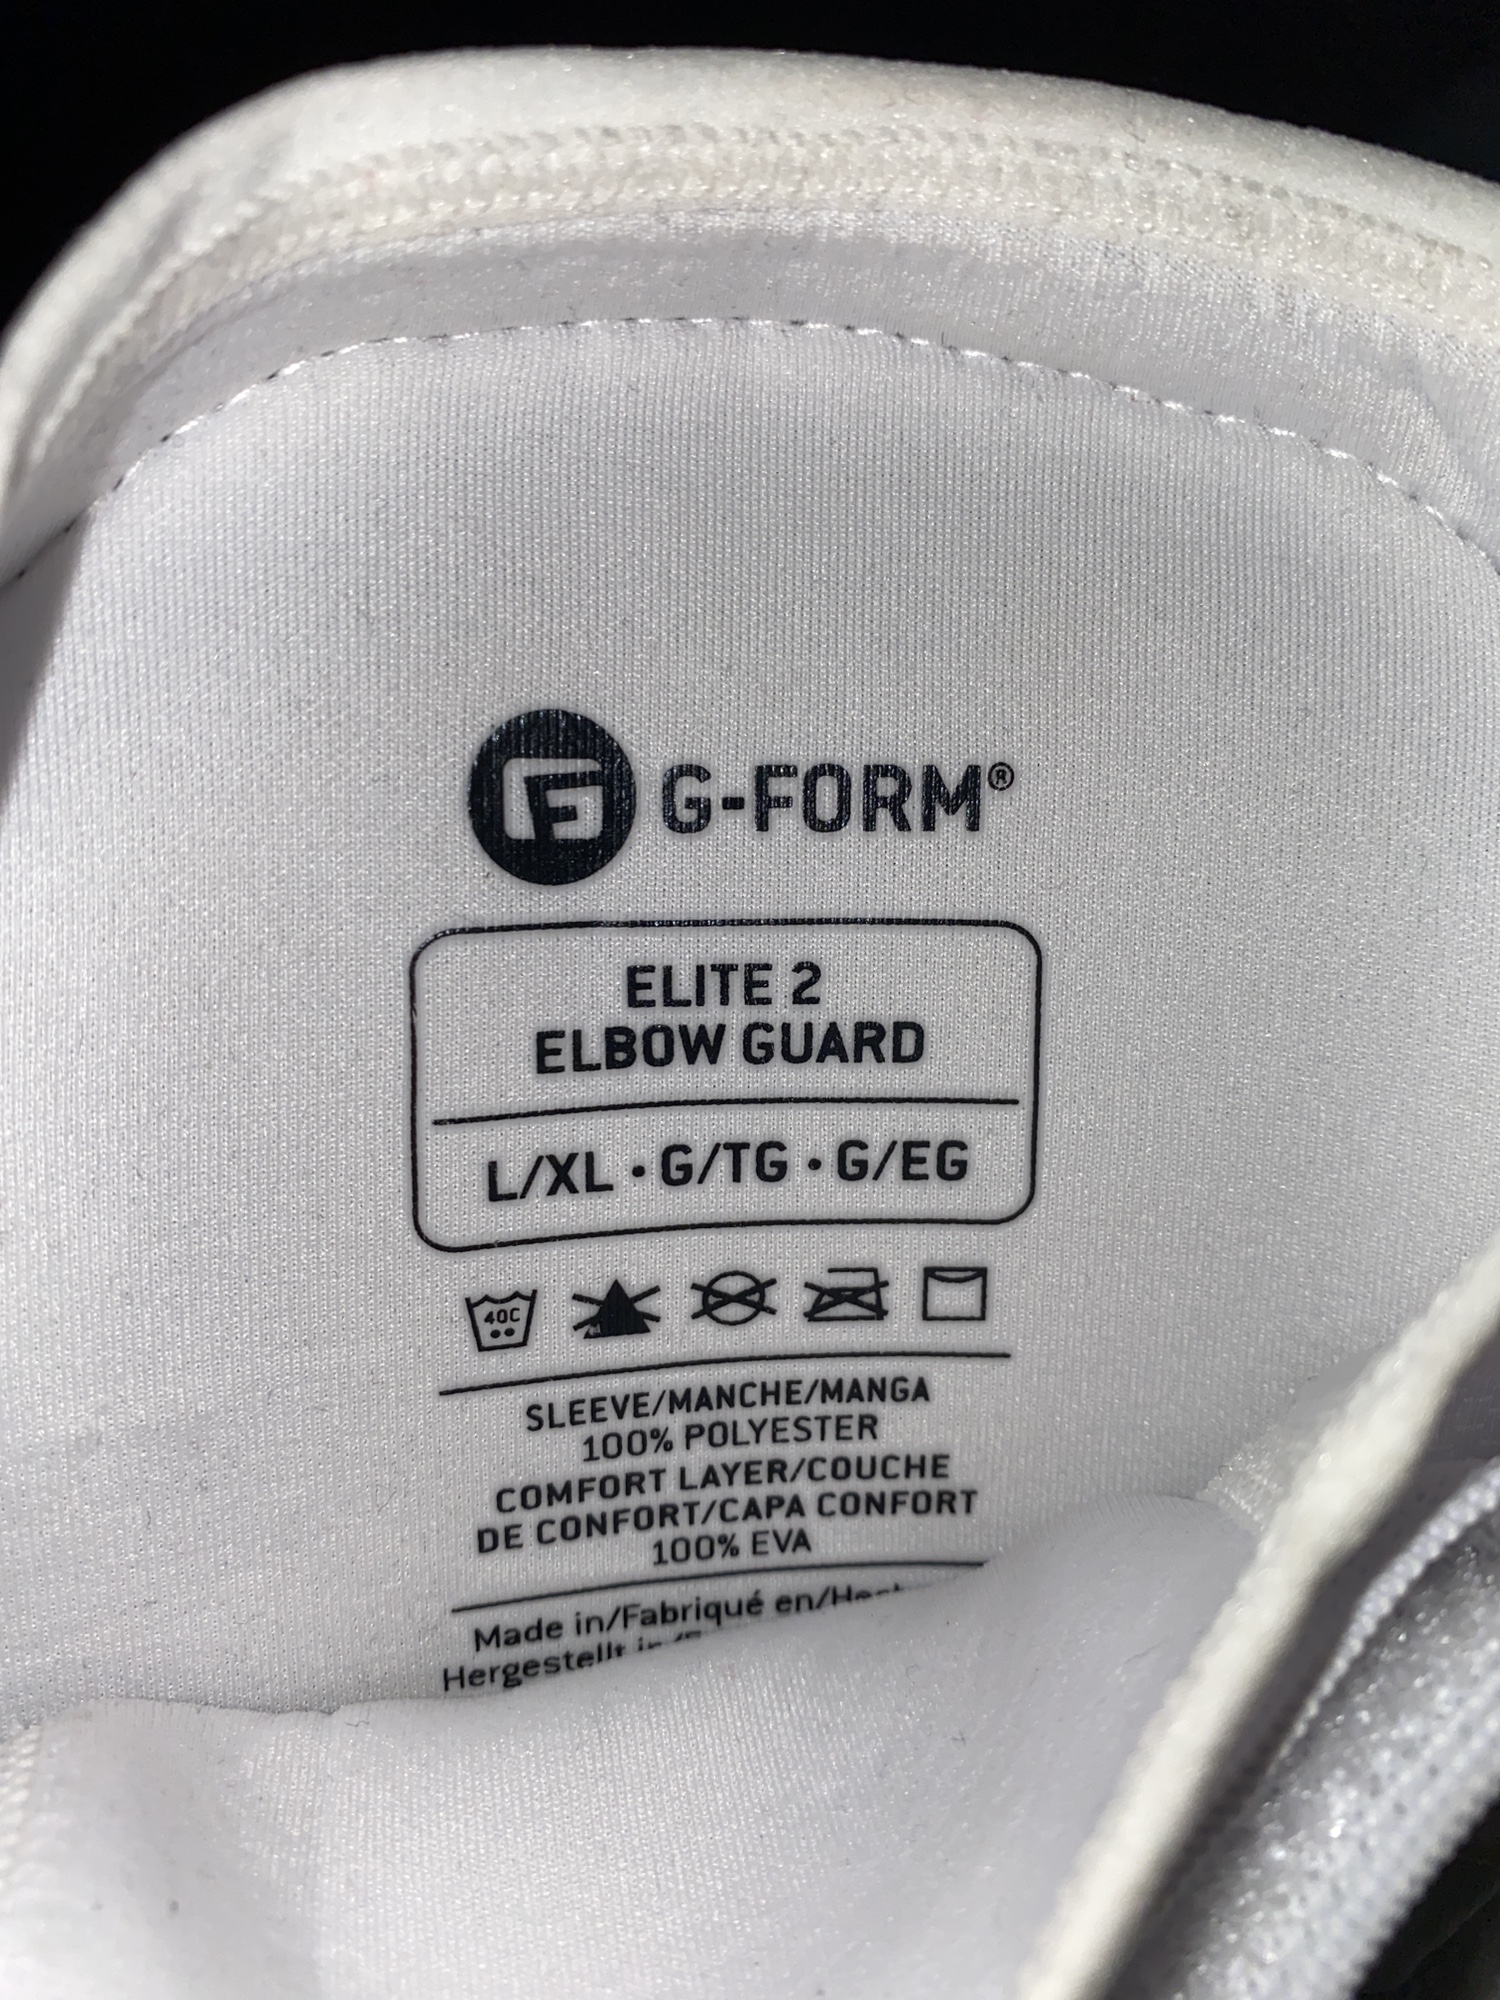 G-FORM®
ELITE 2
ELBOW GUARD
L/XL • G/TG • G/EG
40C
SLEEVE/MANCHE/MANGA
100% POLYESTER
COMFORT LAYER/COUCHE
DE CONFORT/CAPA CONFORT
100% EVA
Made in/Fabriqué en/
Hergestellt